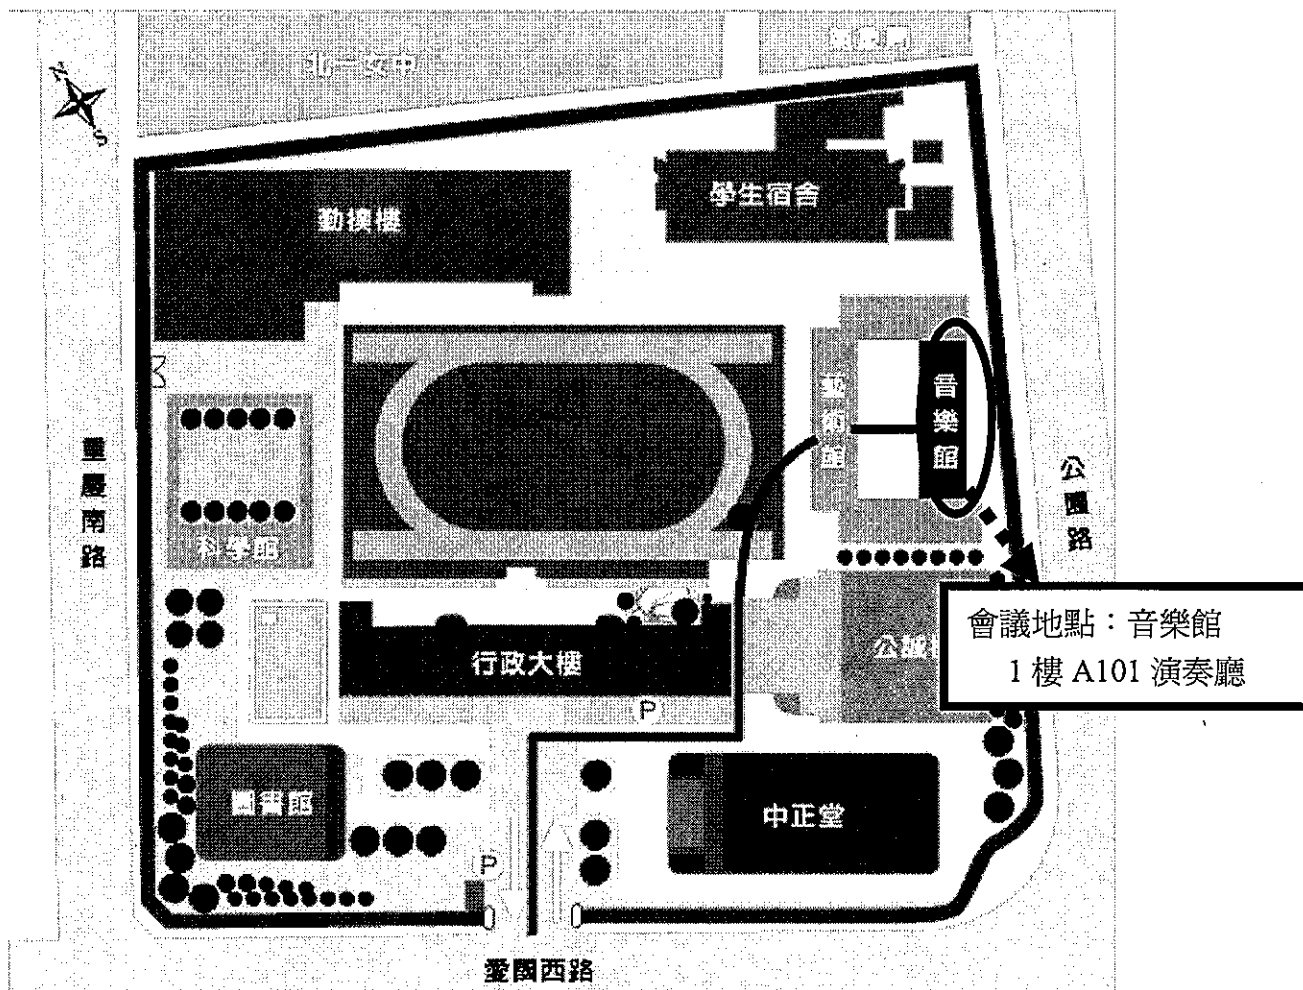 北一女中
N
S
勤樸樓
學生宿舍
藝術館
音樂館
重慶南路
公園路
科學館
會議地點：音樂館
1 樓 A101 演奏廳
公誠
行政大樓
P
圖書館
中正堂
P
愛國西路